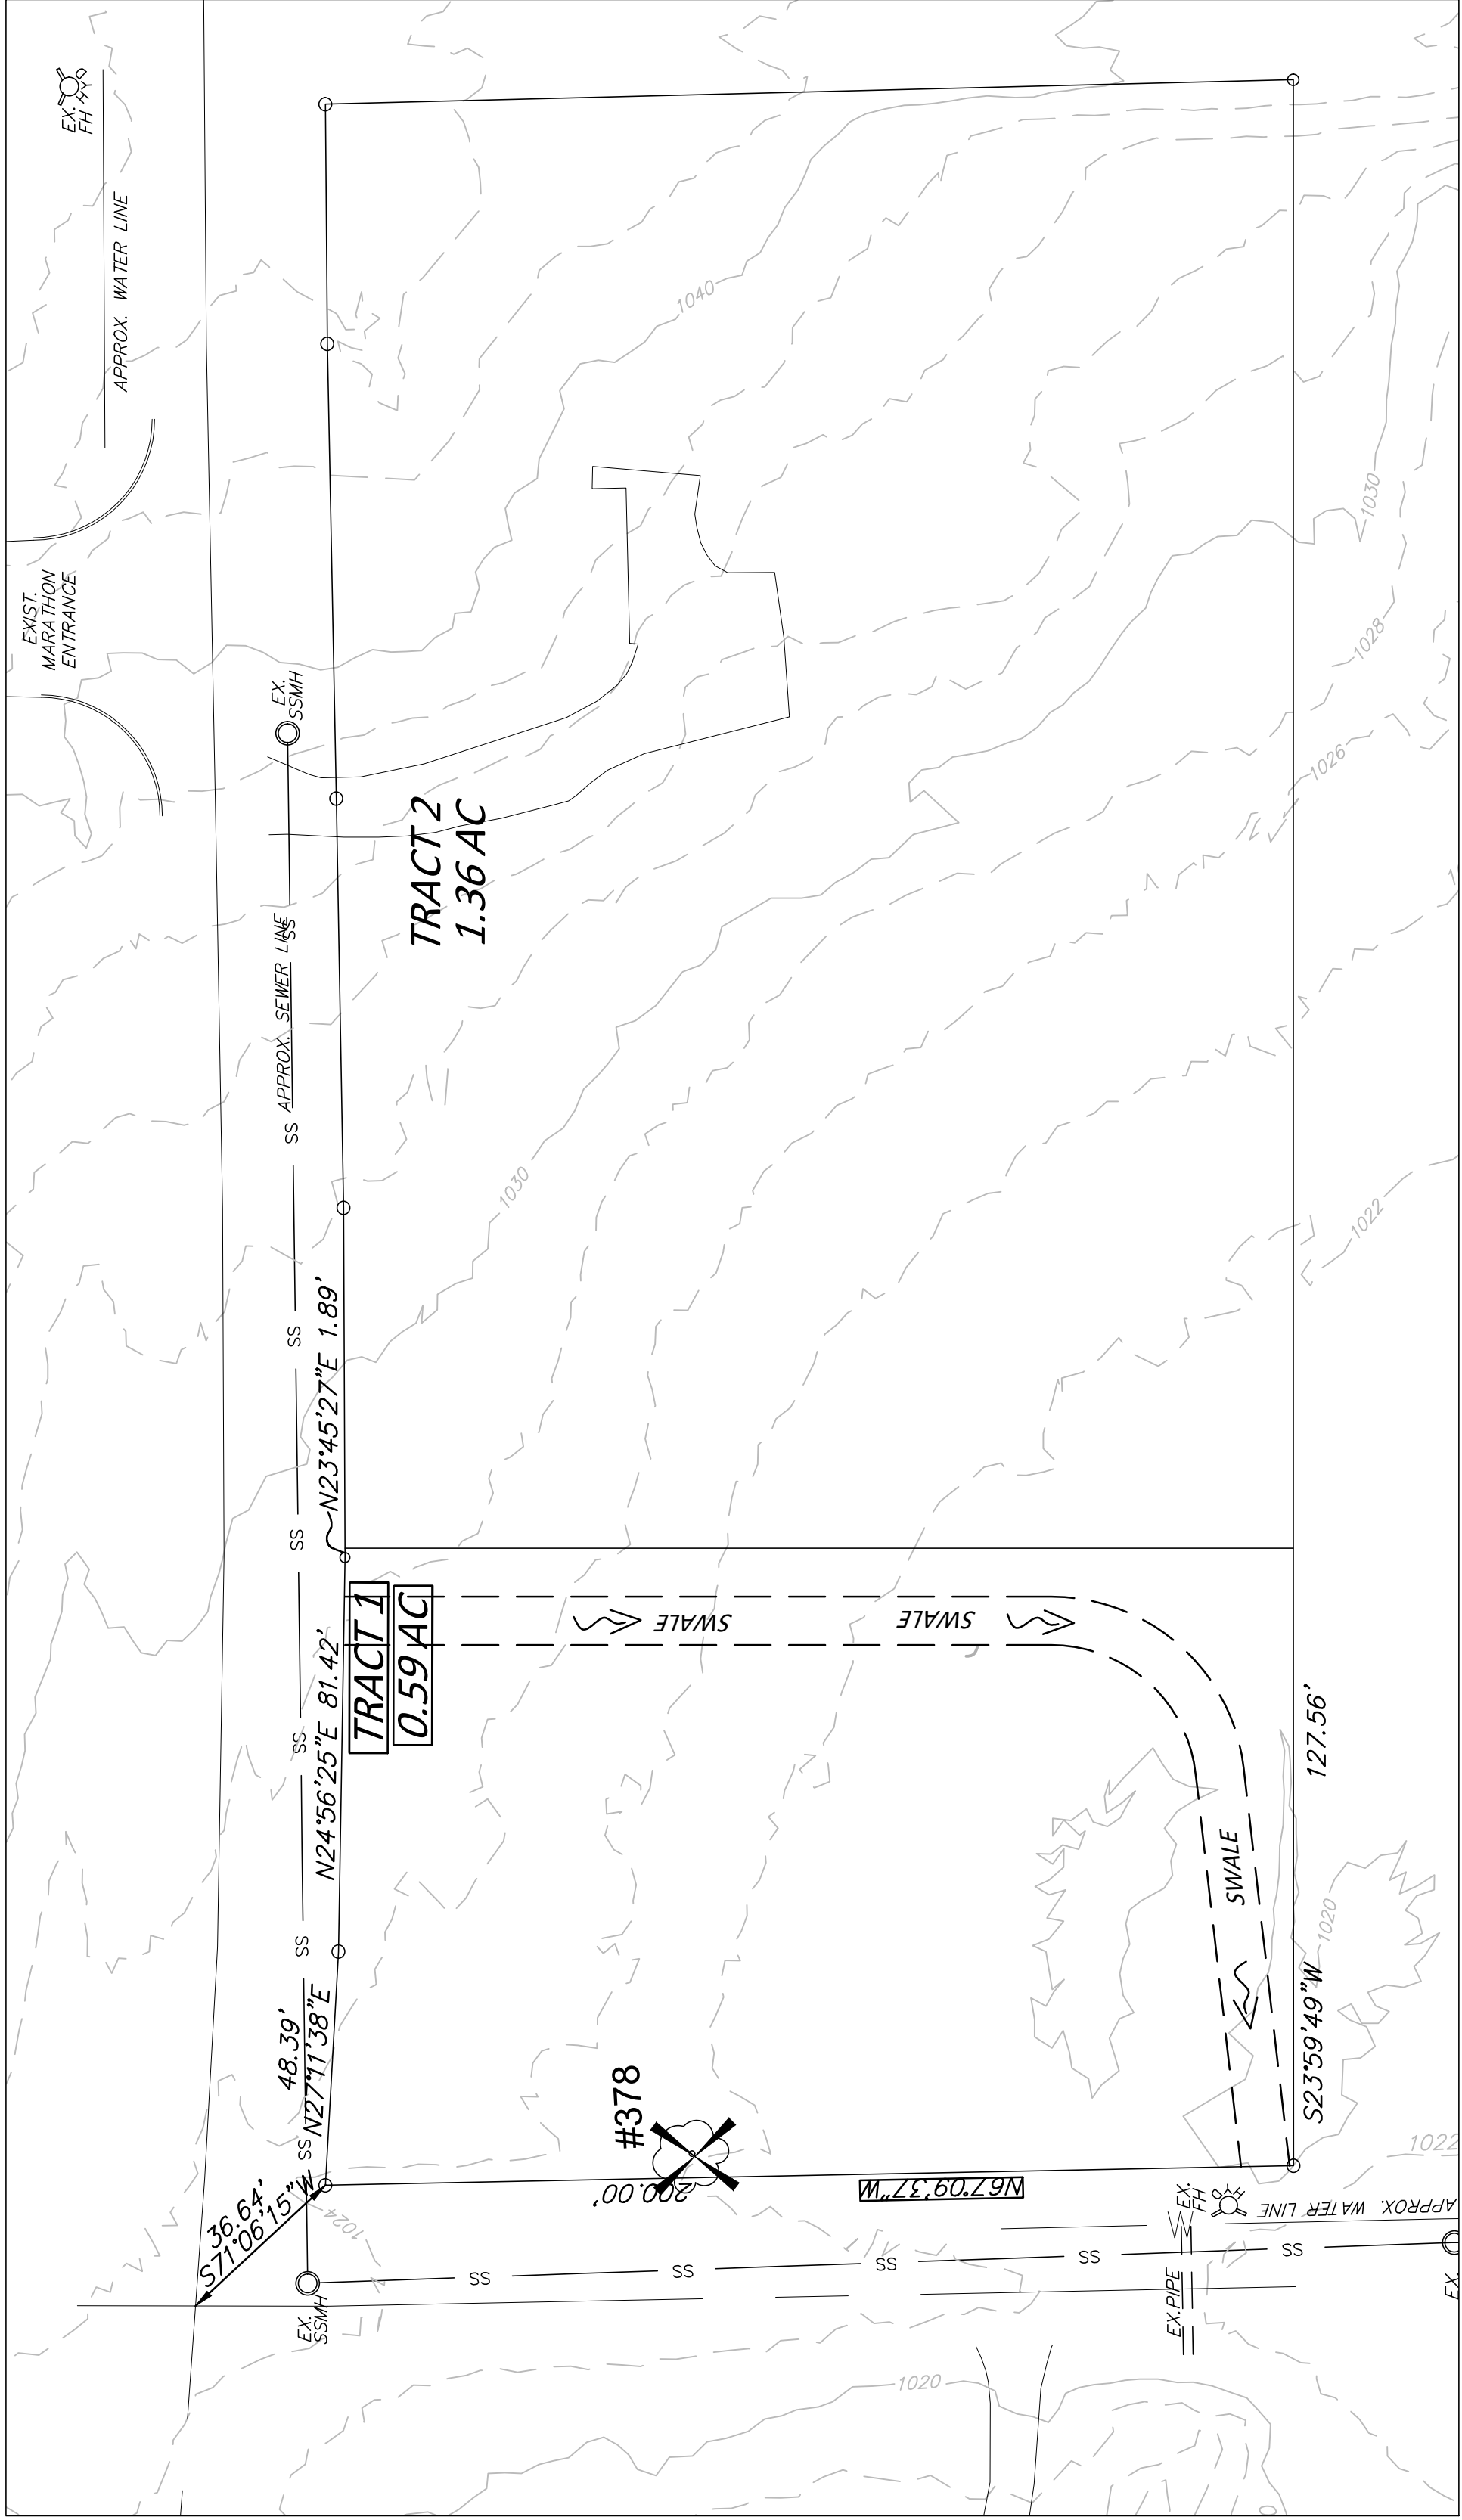 EX.
FH
HYD
APPROX. WATER LINE
EXIST.
MARATHON
ENTRANCE
1040
EX.
SSMH
TRACT 2
1.36 AC
1030
1028
1026
SS
APPROX. SEWER LINE
SS
1030
1022
N23°45'27"E 1.89'
SS
SS
TRACT 1
0.59 AC
SWALE
SWALE
N24°56'25"E 81.42'
SS
127.56'
SWALE
SS
1020
48.39'
N27°11'38"E
S23°59'49"W
#378
SS
36.64'
S71°06'15"W
1024
200.00'
N67°09'37"W
1022
EX.
FH
HYD
APPROX. WATER LINE
W
EX.
SSMH
SS
SS
SS
SS
SS
EX.PIPE
EX.
1020